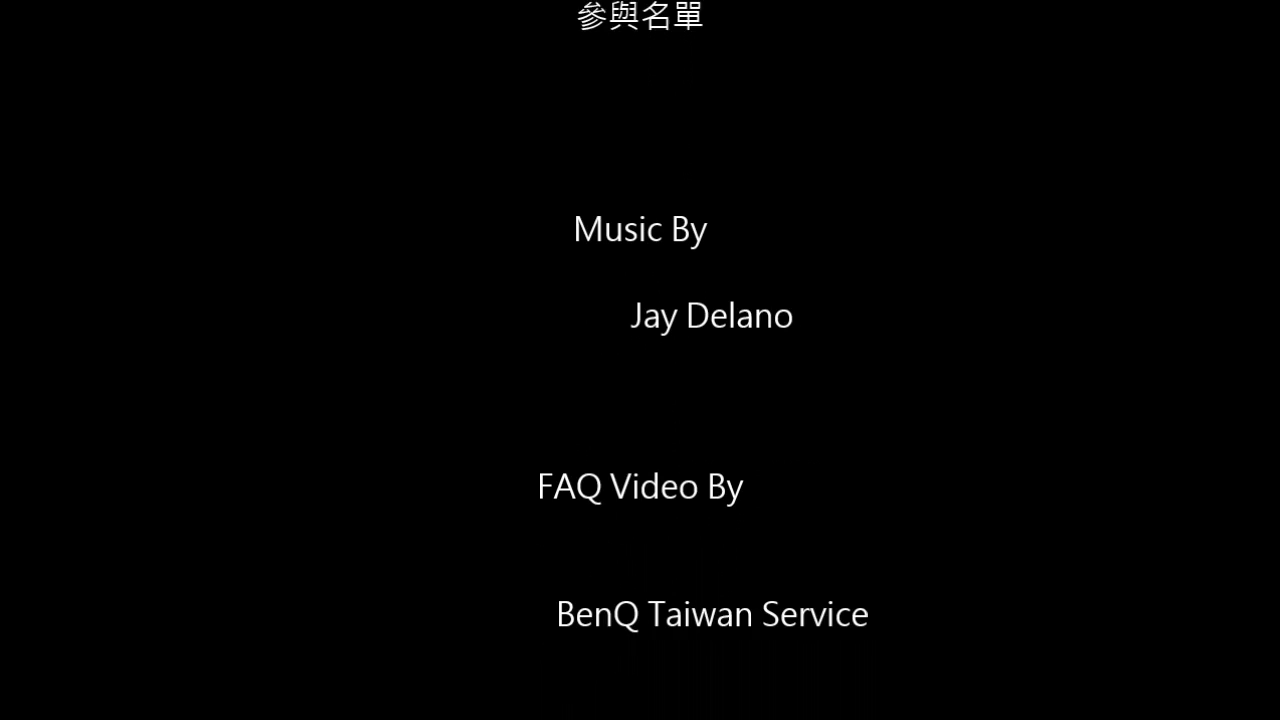 參與名單
Music By
Jay Delano
FAQ Video By
BenQ Taiwan Service